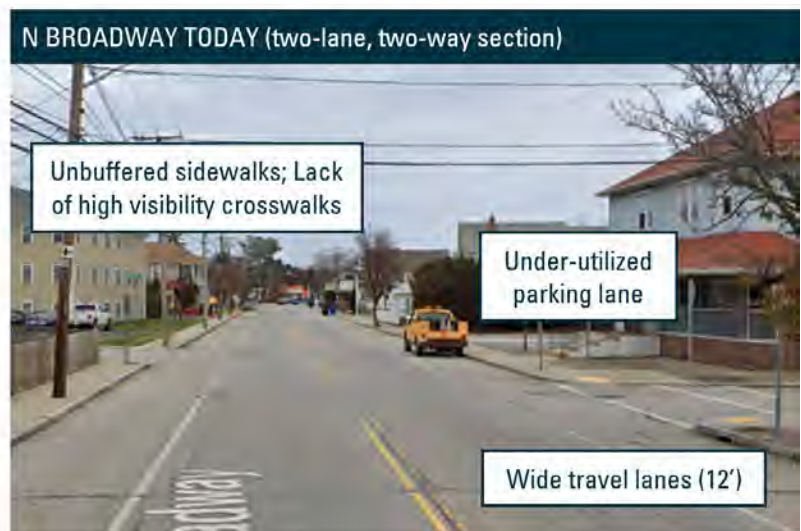 N BROADWAY TODAY (two-lane, two-way section)
Unbuffered sidewalks; Lack
of high visibility crosswalks
Under-utilized
parking lane
Wide travel lanes (12')
adway